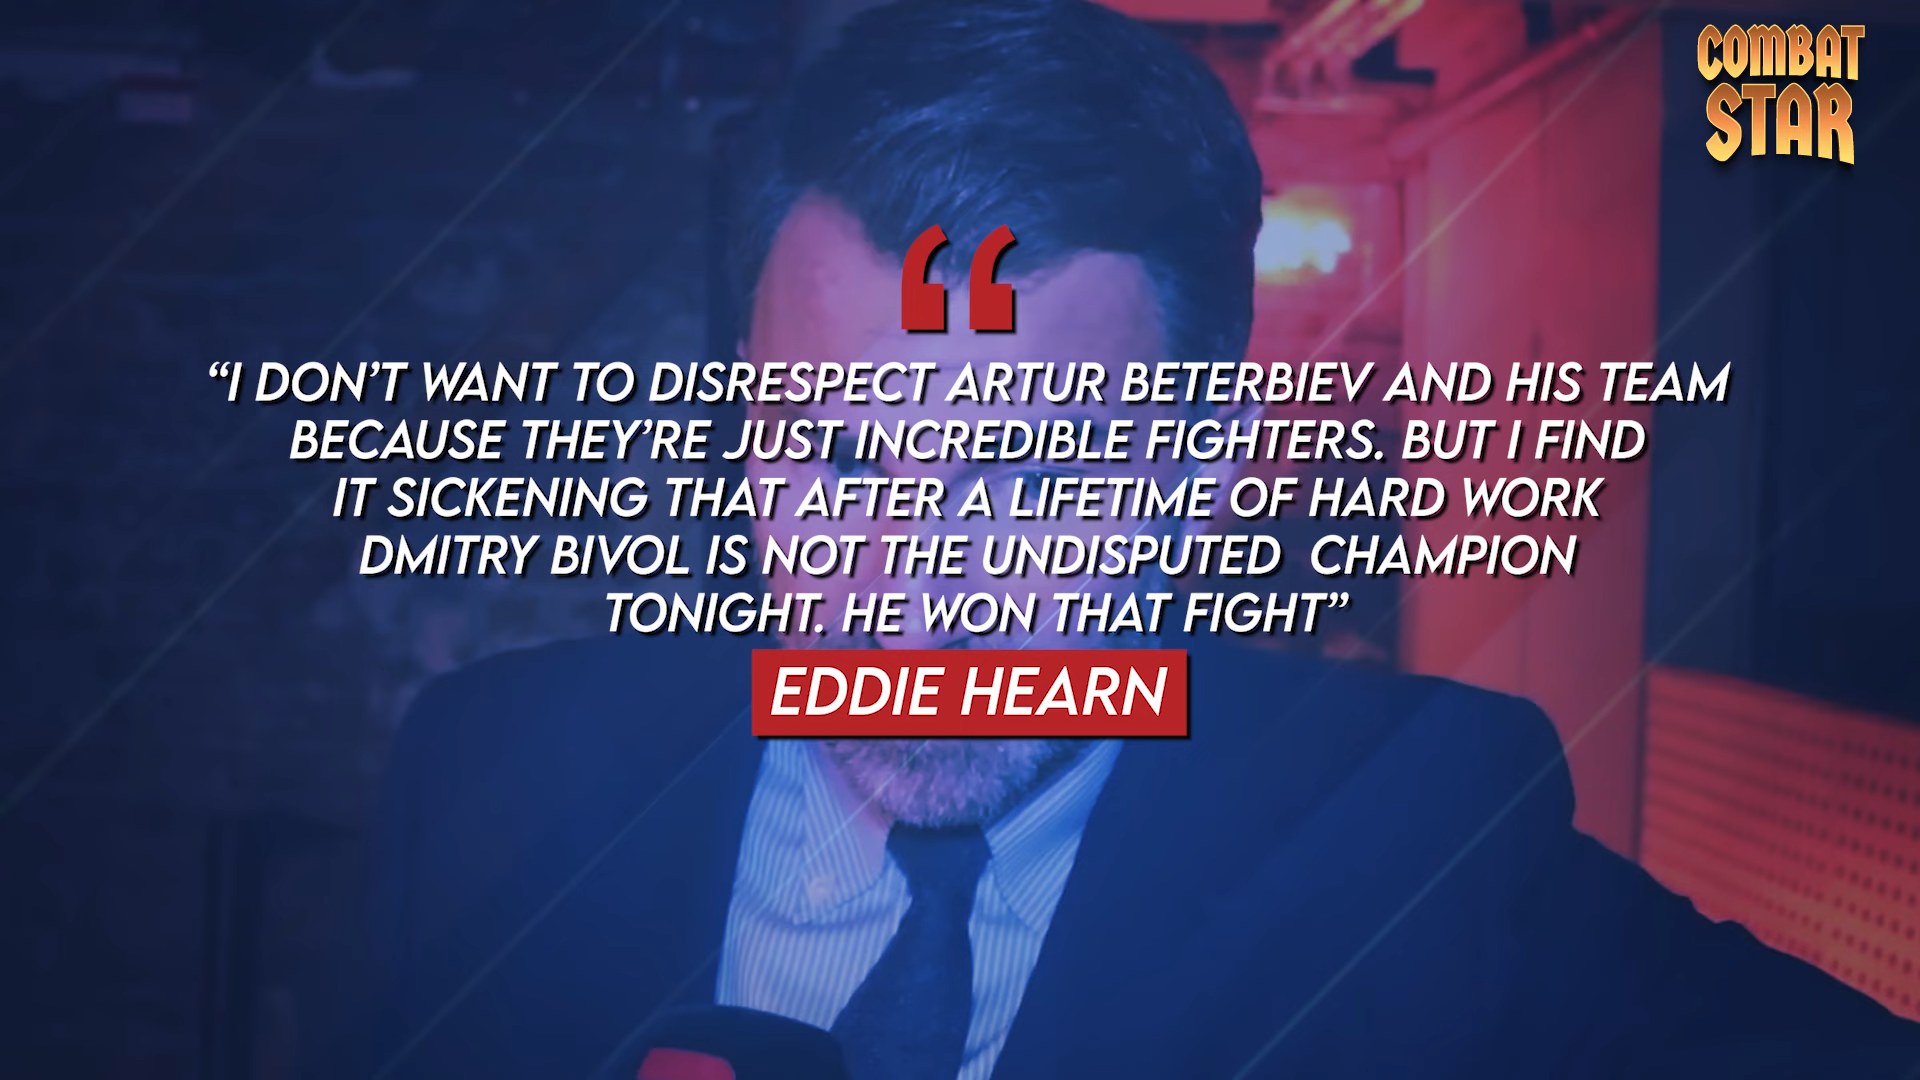 COMBAT
STAR
“
“I DON’T WANT TO DISRESPECT ARTUR BETERBIEV AND HIS TEAM
BECAUSE THEY’RE JUST INCREDIBLE FIGHTERS. BUT I FIND
IT SICKENING THAT AFTER A LIFETIME OF HARD WORK
DMITRY BIVOL IS NOT THE UNDISPUTED CHAMPION
TONIGHT. HE WON THAT FIGHT”
EDDIE HEARN